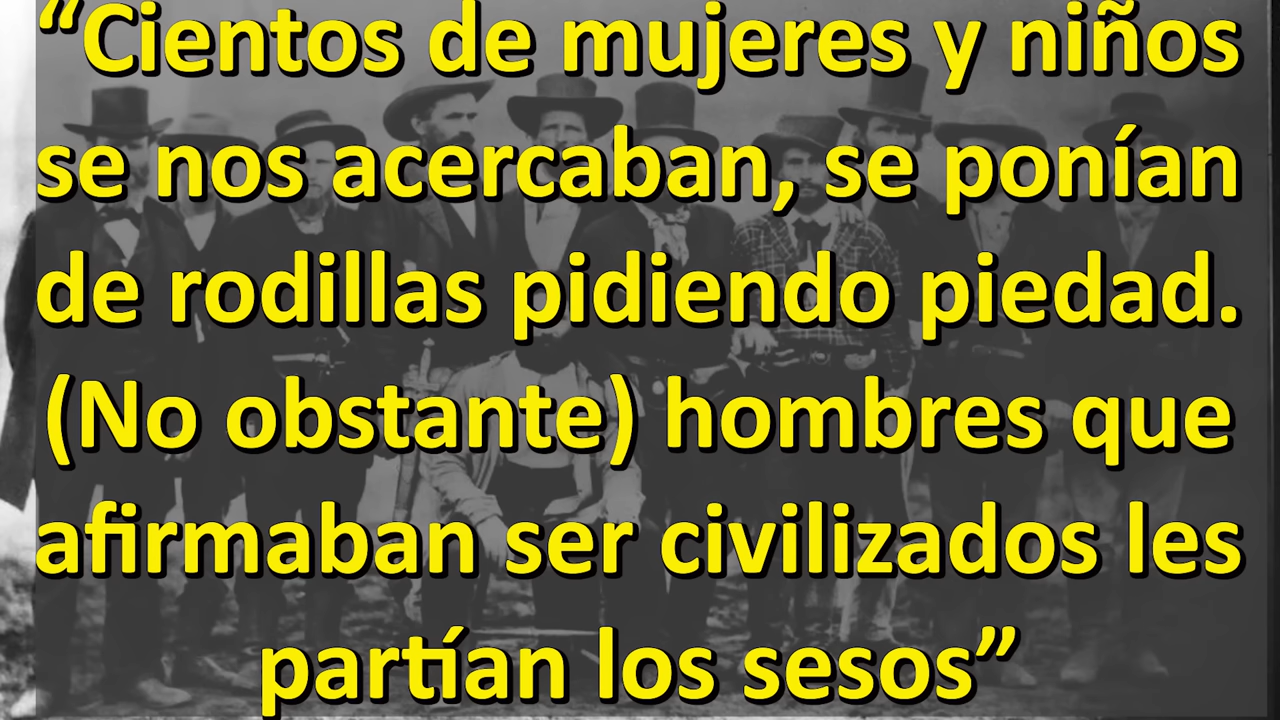 “Cientos de mujeres y niños
se nos acercaban, se ponían
de rodillas pidiendo piedad.
(No obstante) hombres que
afirmaban ser civilizados les
partían los sesos”